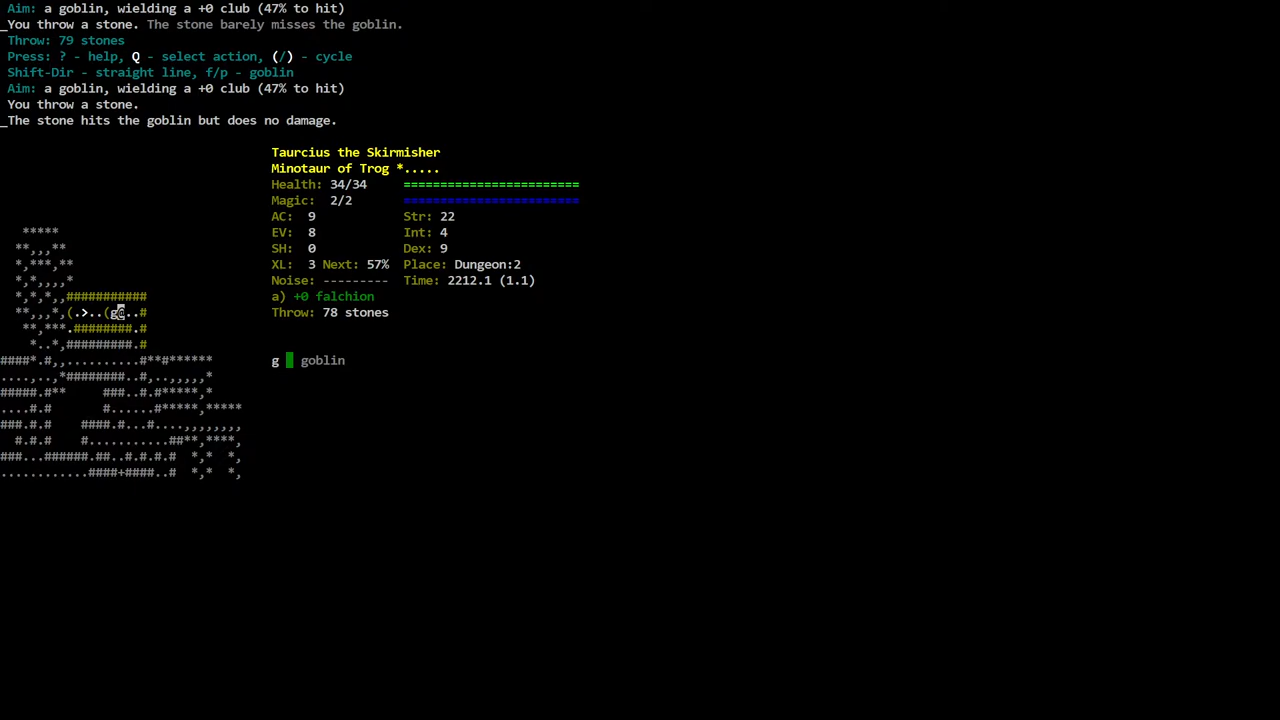 Aim: a goblin, wielding a +0 club (47% to hit)
_You throw a stone. The stone barely misses the goblin.
Throw: 79 stones
Press: ? - help, Q - select action, (/) - cycle
Shift-Dir - straight line, f/p - goblin
Aim: a goblin, wielding a +0 club (47% to hit)
You throw a stone.
_The stone hits the goblin but does no damage.
Taurcius the Skirmisher
Minotaur of Trog *.....
Health: 34/34 ========================
Magic: 2/2 ========================
AC: 9 Str: 22
EV: 8 Int: 4
SH: 0 Dex: 9
XL: 3 Next: 57% Place: Dungeon:2
Noise: --------- Time: 2212.1 (1.1)
a) +0 falchion
Throw: 78 stones
g goblin
*****
**,,,**
*,***,**
*,*,,,,*
*,*,*,,###########
**,,,*,(.>..(g@..#
**,***.########.#
*..*,#########.#
####*.#,,..........#**#******
....,..,*########..#,..,,,,,*
#####.#** ###..#.#*****,*
....#.# #......#*****,*****
###.#.# ####.#...#....,,,,,,,,
#.#.# #...........##**,****,
###...######.##..#.#.#.# *,* *,
............####+####..# *,* *,